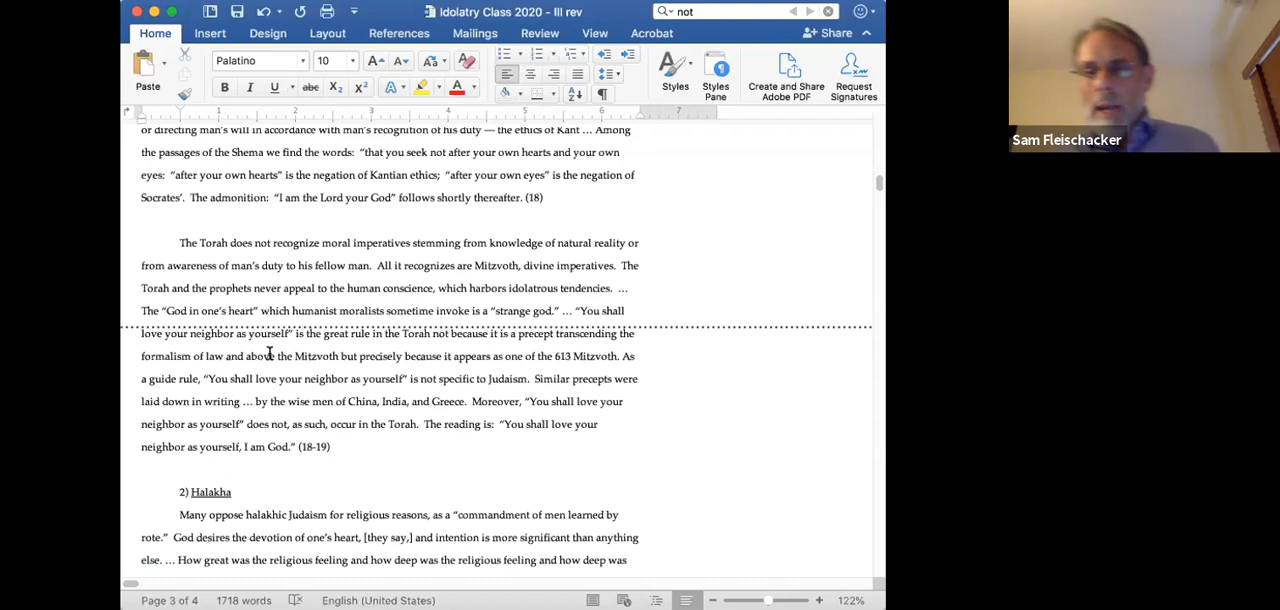 Idolatry Class 2020 - III rev
not
Home Insert Design Layout References Mailings Review View Acrobat Share
Paste
Palatino 10
B I U abc X₂ X² A A
Styles
Styles Pane
Create and Share Adobe PDF
Request Signatures
1 2 3 4 5 6 7
or directing man's will in accordance with man's recognition of his duty — the ethics of Kant … Among
the passages of the Shema we find the words: “that you seek not after your own hearts and your own
eyes: “after your own hearts” is the negation of Kantian ethics; “after your own eyes” is the negation of
Socrates’. The admonition: “I am the Lord your God” follows shortly thereafter. (18)
The Torah does not recognize moral imperatives stemming from knowledge of natural reality or
from awareness of man’s duty to his fellow man. All it recognizes are Mitzvoth, divine imperatives. The
Torah and the prophets never appeal to the human conscience, which harbors idolatrous tendencies. …
The “God in one’s heart” which humanist moralists sometime invoke is a “strange god.” … “You shall
love your neighbor as yourself” is the great rule in the Torah not because it is a precept transcending the
formalism of law and above the Mitzvoth but precisely because it appears as one of the 613 Mitzvoth. As
a guide rule, “You shall love your neighbor as yourself” is not specific to Judaism. Similar precepts were
laid down in writing … by the wise men of China, India, and Greece. Moreover, “You shall love your
neighbor as yourself” does not, as such, occur in the Torah. The reading is: “You shall love your
neighbor as yourself, I am God.” (18-19)
2) Halakha
Many oppose halakhic Judaism for religious reasons, as a “commandment of men learned by
rote.” God desires the devotion of one’s heart, [they say,] and intention is more significant than anything
else. … How great was the religious feeling and how deep was the religious feeling and how deep was
Page 3 of 4 1718 words English (United States) 122%
Sam Fleischacker